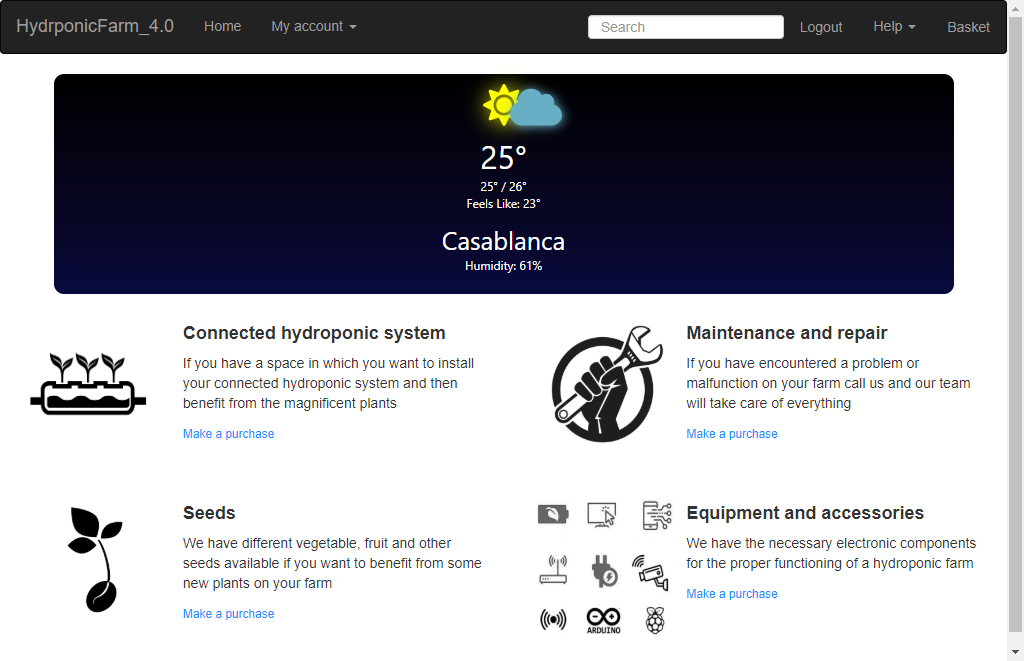 HydrponicFarm_4.0 Home My account Search Logout Help Basket
25°
25° / 26°
Feels Like: 23°
Casablanca
Humidity: 61%
Connected hydroponic system
If you have a space in which you want to install
your connected hydroponic system and then
benefit from the magnificent plants
Make a purchase
Maintenance and repair
If you have encountered a problem or
malfunction on your farm call us and our team
will take care of everything
Make a purchase
Seeds
We have different vegetable, fruit and other
seeds available if you want to benefit from some
new plants on your farm
Make a purchase
ARDUINO
Equipment and accessories
We have the necessary electronic components
for the proper functioning of a hydroponic farm
Make a purchase